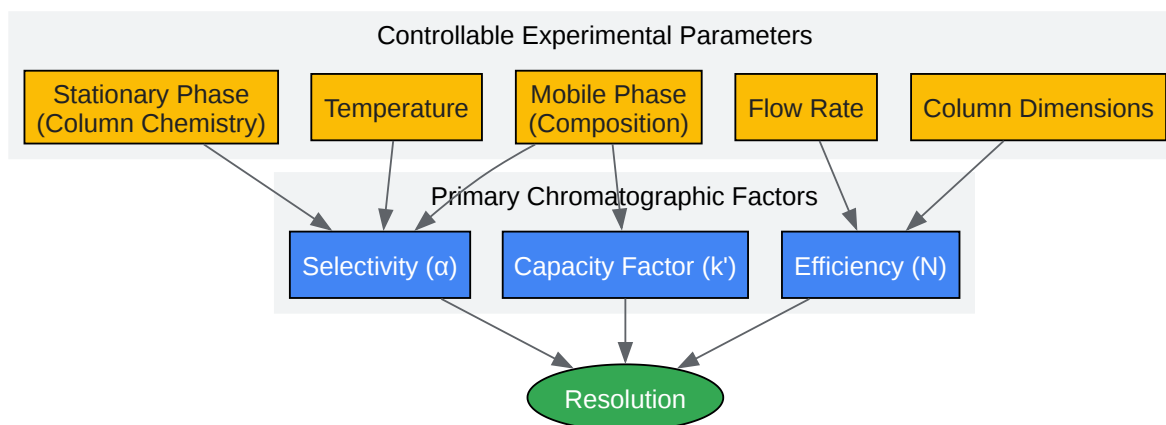 Controllable Experimental Parameters
Stationary Phase
(Column Chemistry)
Temperature
Mobile Phase
(Composition)
Flow Rate
Column Dimensions
Primary Chromatographic Factors
Selectivity (α)
Capacity Factor (k')
Efficiency (N)
Resolution